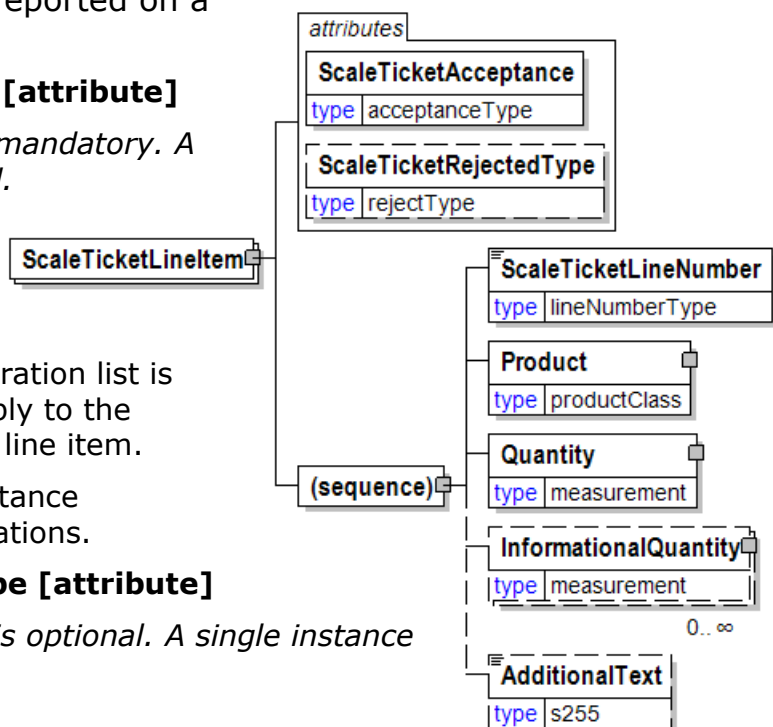 eported on a
[attribute]
mandatory. A
ScaleTicketLineItem
ration list is
ply to the
line item.
tance
ations.
pe [attribute]
is optional. A single instance
attributes
ScaleTicketAcceptance
type acceptanceType
ScaleTicketRejectedType
type rejectType
(sequence)
ScaleTicketLineNumber
type lineNumberType
Product
type productClass
Quantity
type measurement
InformationalQuantity
type measurement
0.. ∞
AdditionalText
type s255